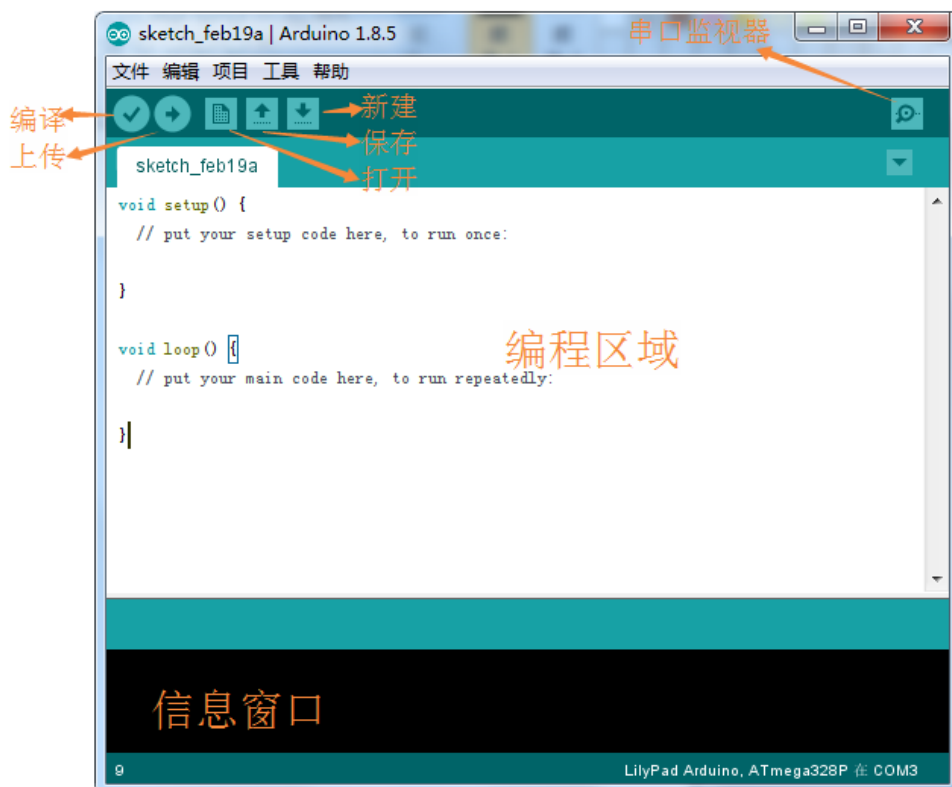 sketch_feb19a | Arduino 1.8.5
串口监视器
文件 编辑 项目 工具 帮助
编译
上传
新建
保存
打开
sketch_feb19a
void setup() {
// put your setup code here, to run once:
}
void loop() {
// put your main code here, to run repeatedly:
}
编程区域
信息窗口
9
LilyPad Arduino, ATmega328P 在 COM3